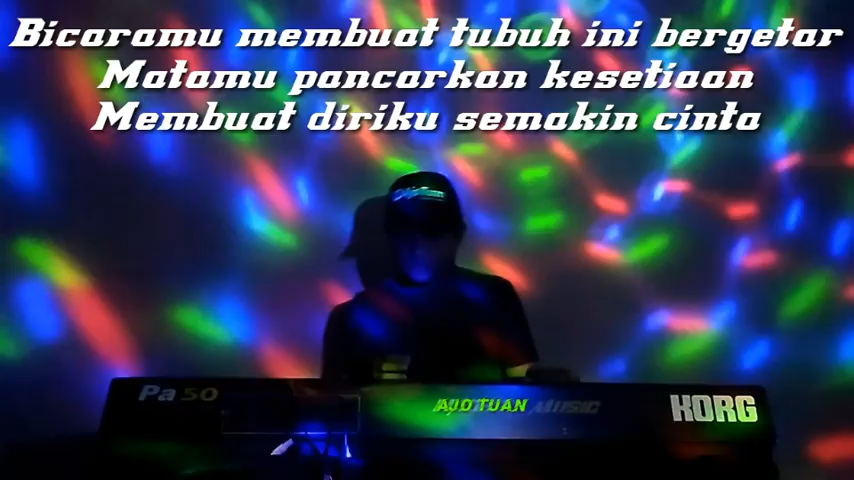 Bicaramu membuat tubuh ini bergetar
Matamu pancarkan kesetiaan
Membuat diriku semakin cinta
Pa50
AJO TUAN MUSIC
KORG